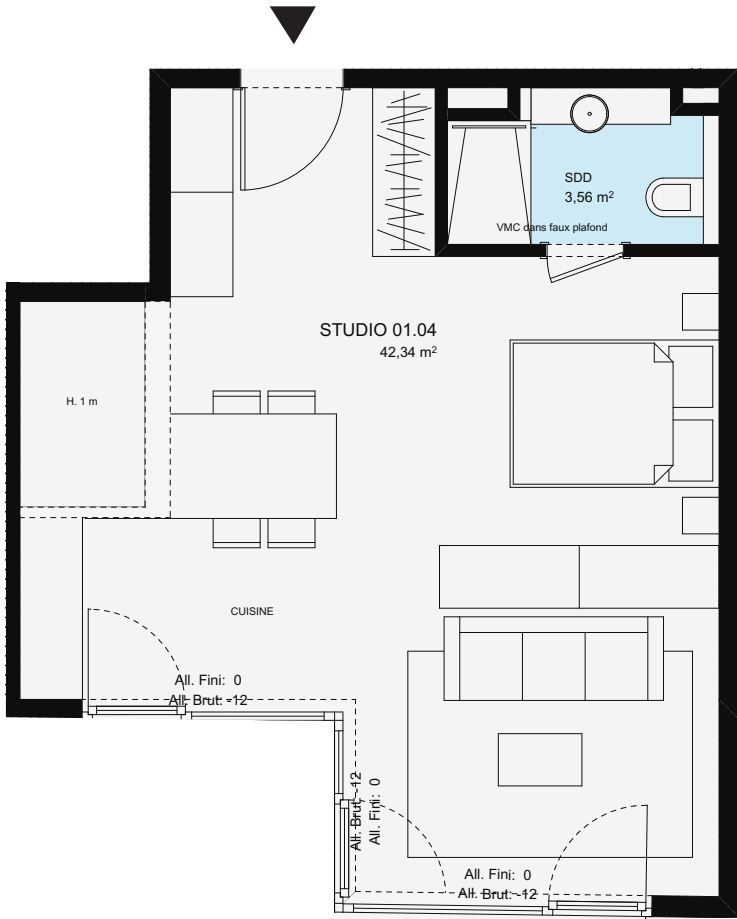 SDD
3,56 m²
VMC dans faux plafond
STUDIO 01.04
42,34 m²
H. 1 m
CUISINE
All. Fini: 0
All. Brut: -12
All. Brut: -12
All. Fini: 0
All. Fini: 0
All. Brut: -12